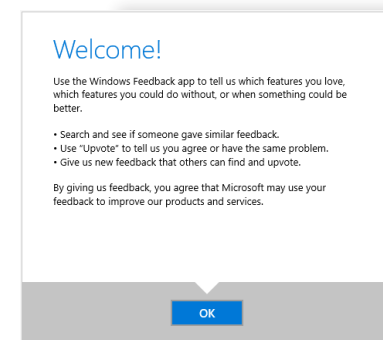 Welcome!
Use the Windows Feedback app to tell us which features you love,
which features you could do without, or when something could be
better.
• Search and see if someone gave similar feedback.
• Use “Upvote” to tell us you agree or have the same problem.
• Give us new feedback that others can find and upvote.
By giving us feedback, you agree that Microsoft may use your
feedback to improve our products and services.
OK